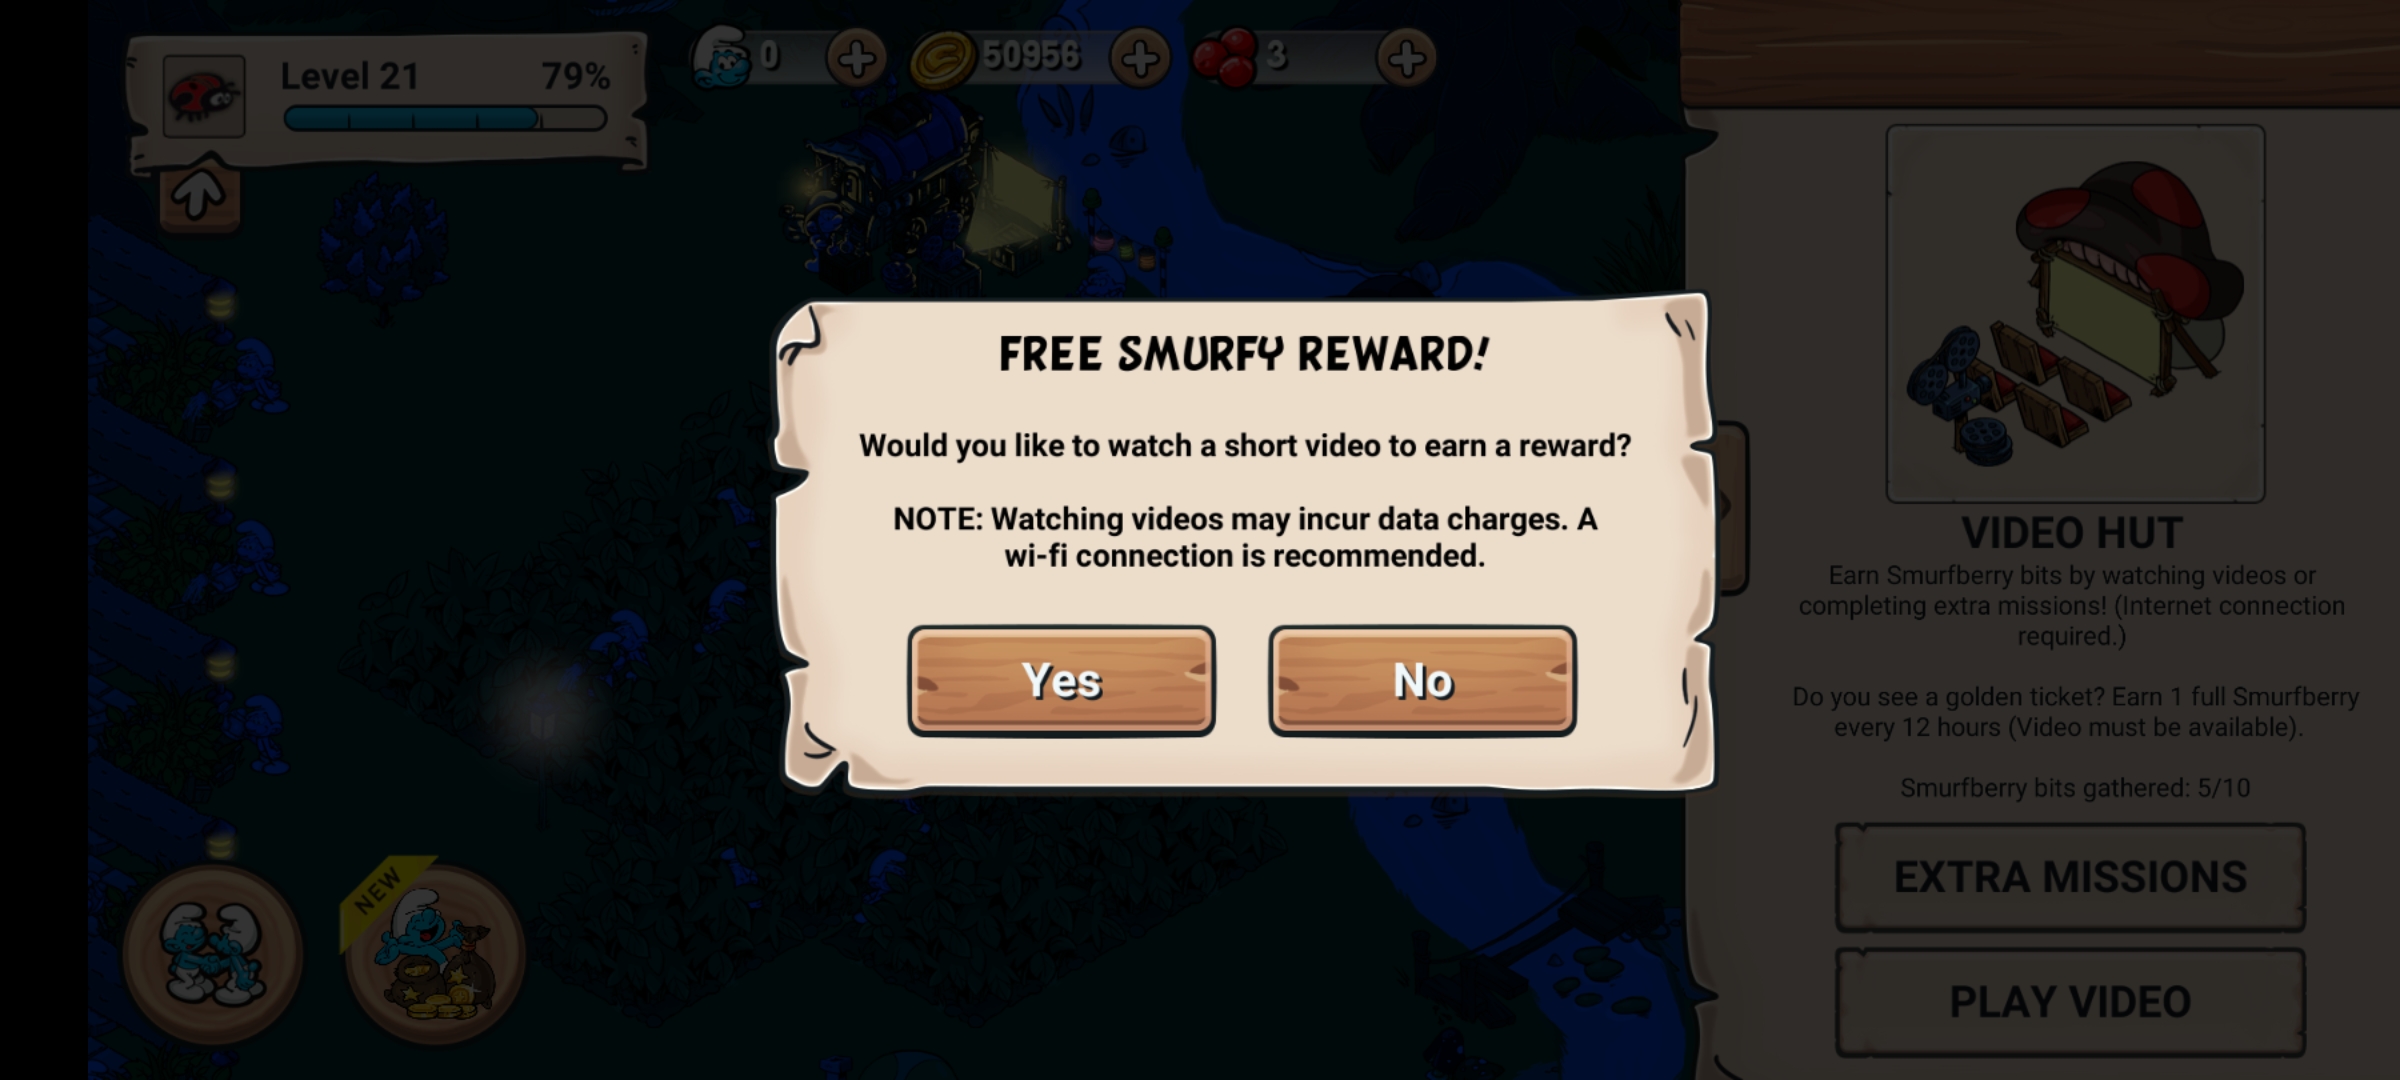 Level 21 79%
0
50956
3
FREE SMURFY REWARD!
Would you like to watch a short video to earn a reward?
NOTE: Watching videos may incur data charges. A
wi-fi connection is recommended.
Yes
No
VIDEO HUT
Earn Smurfberry bits by watching videos or
completing extra missions! (Internet connection
required.)
Do you see a golden ticket? Earn 1 full Smurfberry
every 12 hours (Video must be available).
Smurfberry bits gathered: 5/10
EXTRA MISSIONS
PLAY VIDEO
NEW